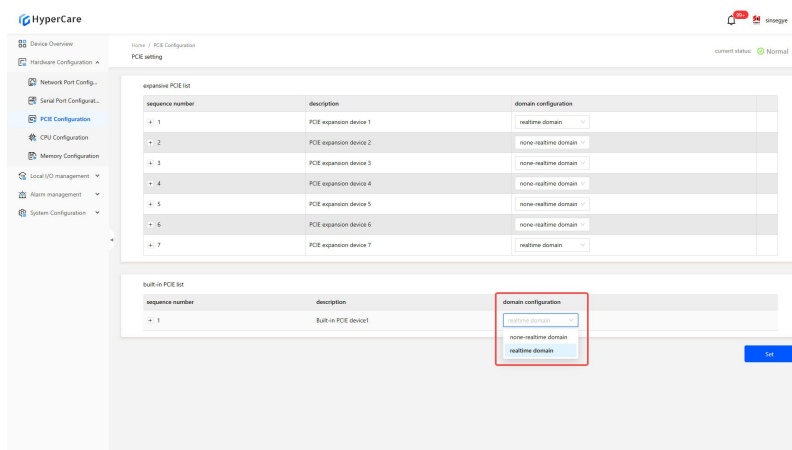 HyperCare
96+
sinsegye
Device Overview
Hardware Configuration
Network Port Config...
Serial Port Configurat...
PCIE Configuration
CPU Configuration
Memory Configuration
Local I/O management
Alarm management
System Configuration
Home / PCIE Configuration
PCIE setting
current status: Normal
expansive PCIE list
sequence number description domain configuration
1 PCIE expansion device 1 realtime domain
2 PCIE expansion device 2 none-realtime domain
3 PCIE expansion device 3 none-realtime domain
4 PCIE expansion device 4 none-realtime domain
5 PCIE expansion device 5 none-realtime domain
6 PCIE expansion device 6 none-realtime domain
7 PCIE expansion device 7 realtime domain
built-in PCIE list
sequence number description domain configuration
1 Built-in PCIE device1 realtime domain
none-realtime domain
realtime domain
Set